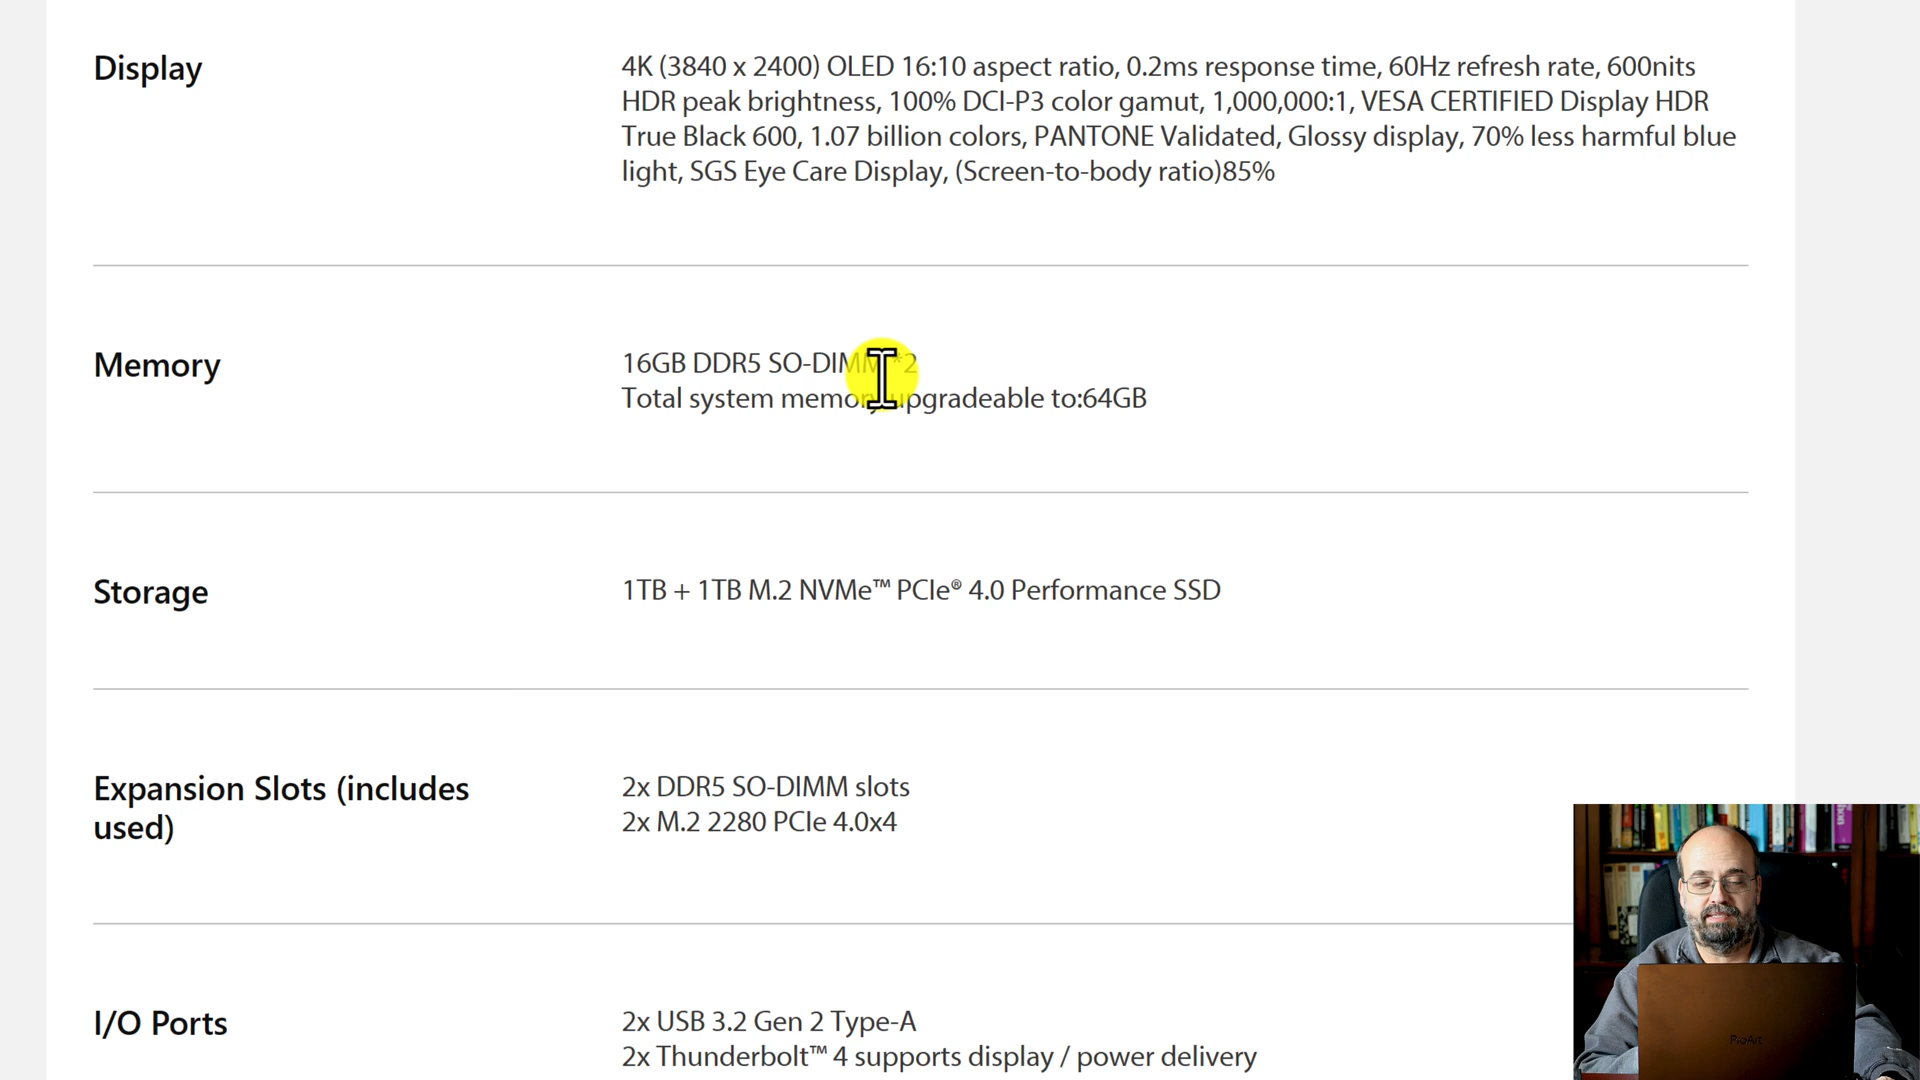 Display
4K (3840 x 2400) OLED 16:10 aspect ratio, 0.2ms response time, 60Hz refresh rate, 600nits
HDR peak brightness, 100% DCI-P3 color gamut, 1,000,000:1, VESA CERTIFIED Display HDR
True Black 600, 1.07 billion colors, PANTONE Validated, Glossy display, 70% less harmful blue
light, SGS Eye Care Display, (Screen-to-body ratio)85%
Memory
16GB DDR5 SO-DIMM *2
Total system memory upgradeable to:64GB
Storage
1TB + 1TB M.2 NVMe™ PCIe® 4.0 Performance SSD
Expansion Slots (includes
used)
2x DDR5 SO-DIMM slots
2x M.2 2280 PCIe 4.0x4
I/O Ports
2x USB 3.2 Gen 2 Type-A
2x Thunderbolt™ 4 supports display / power delivery
ProArt